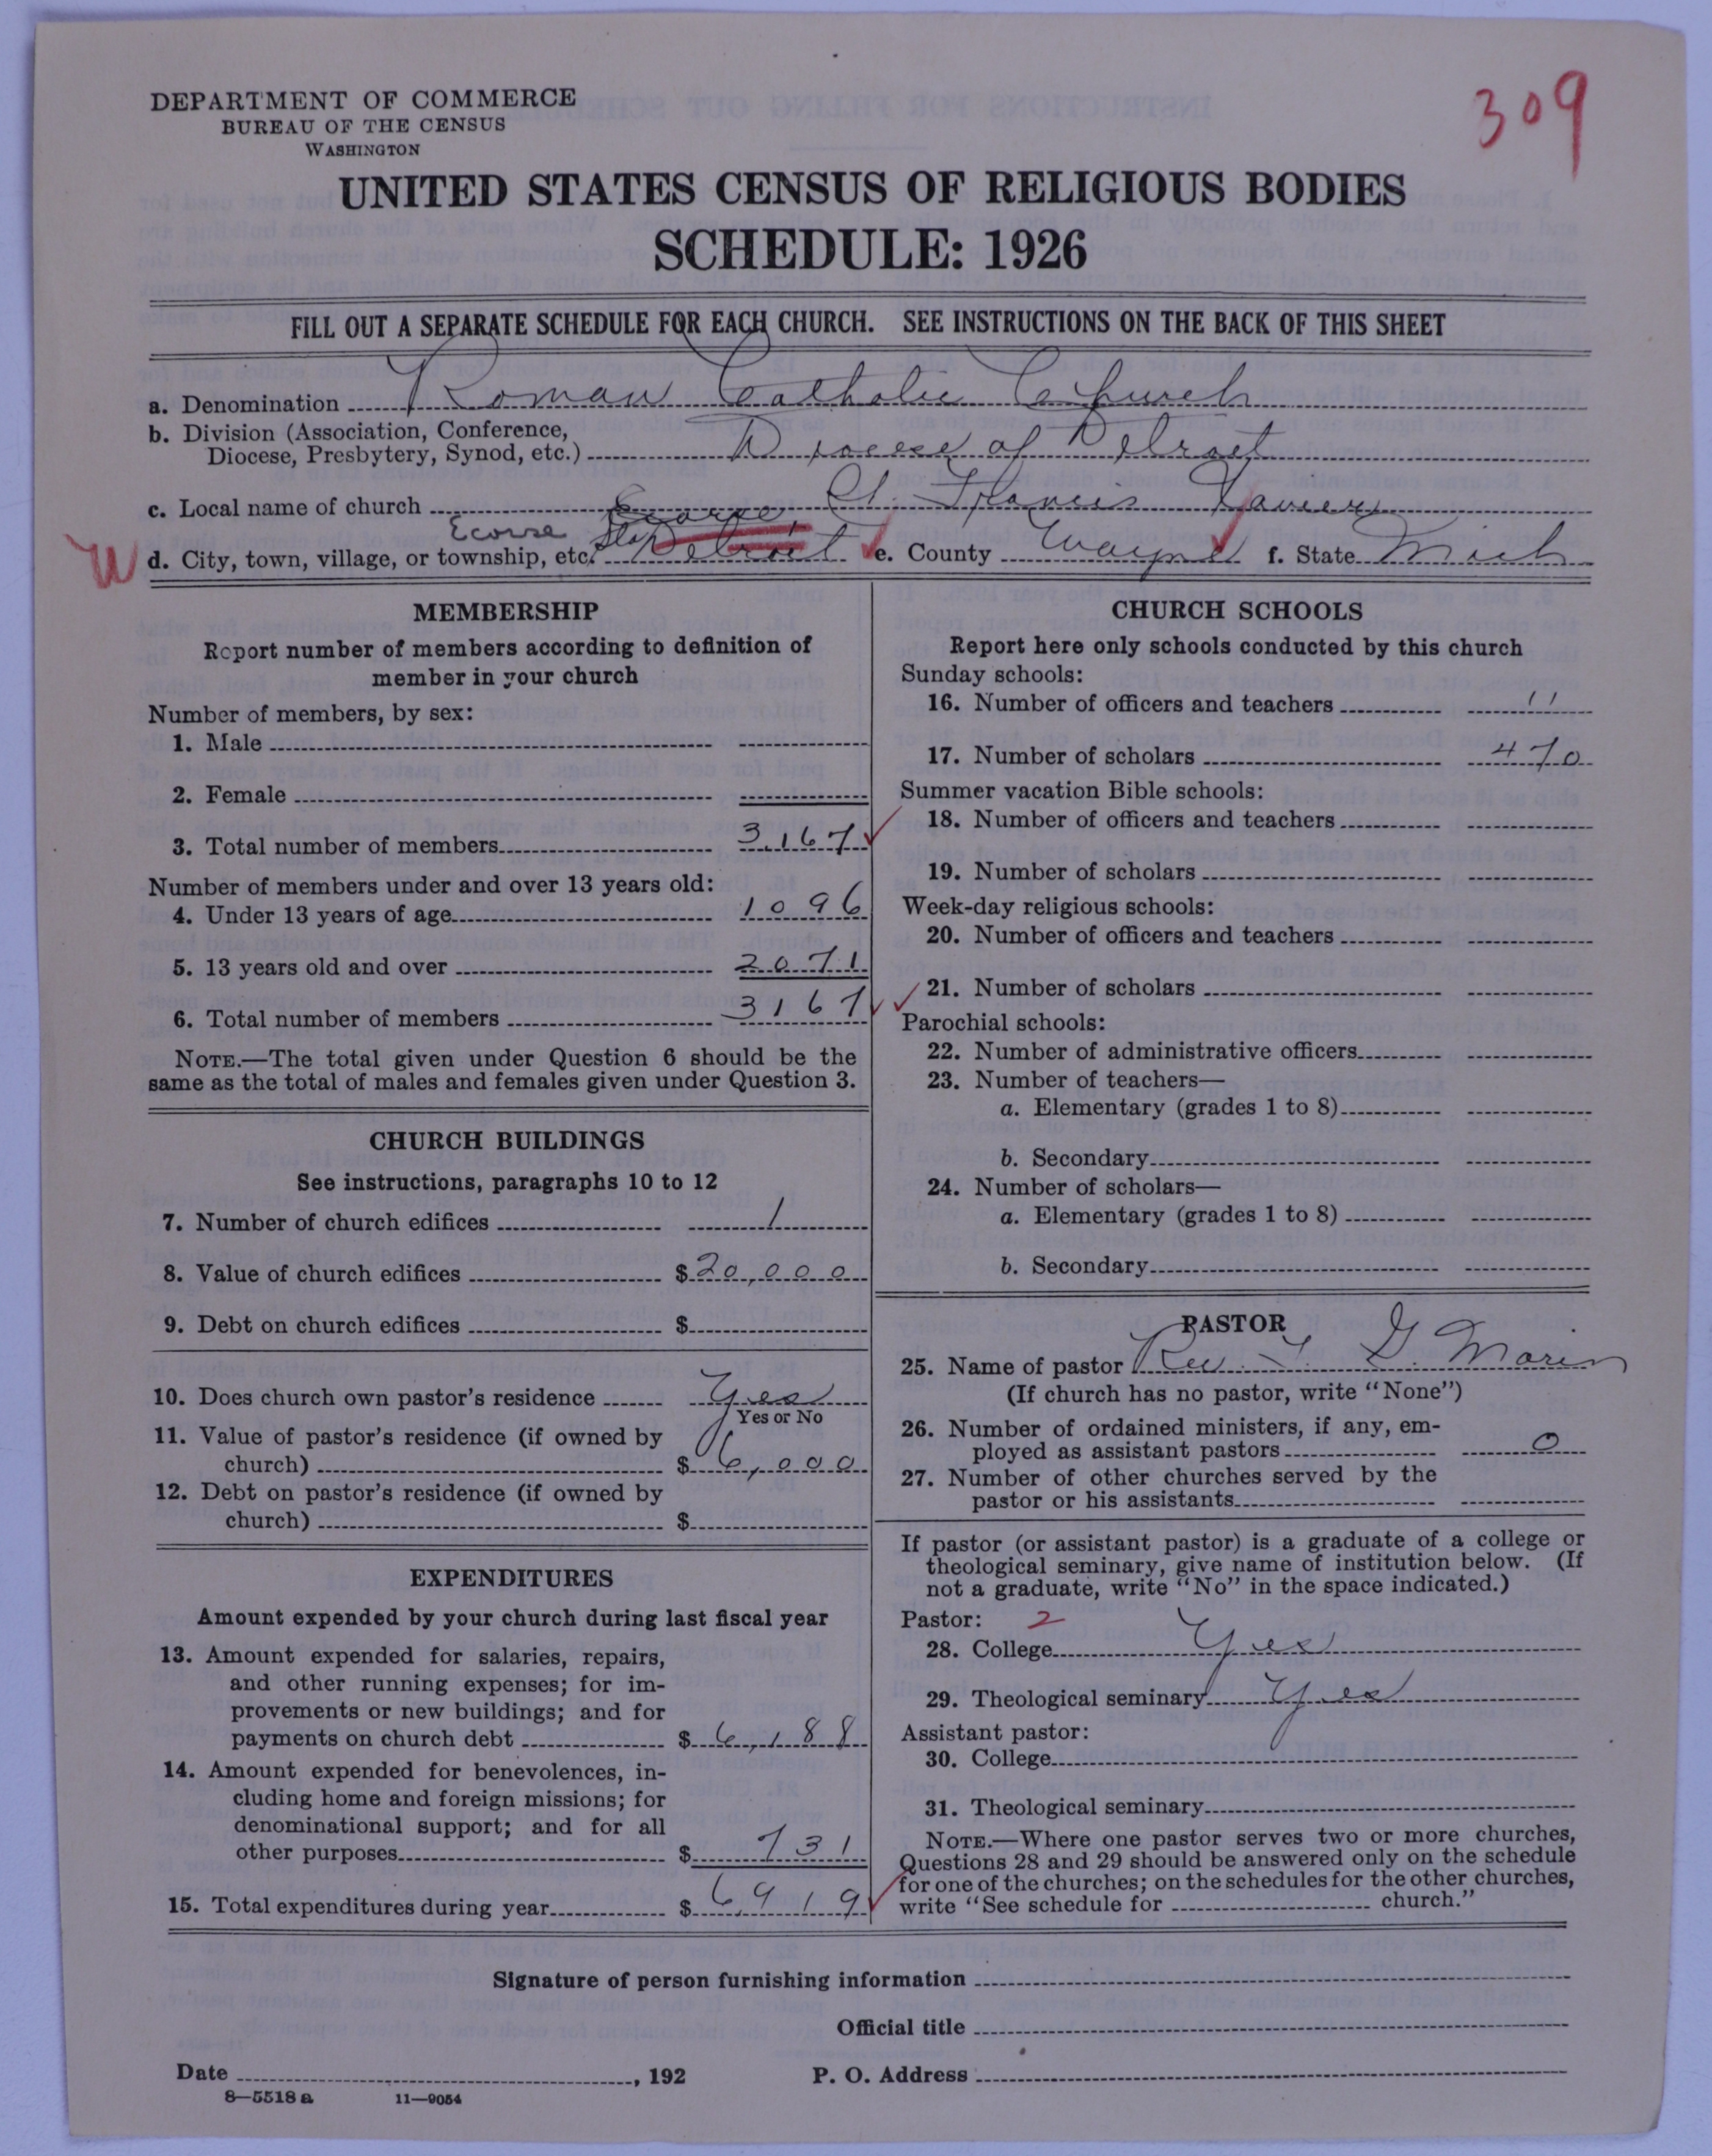 309
DEPARTMENT OF COMMERCE
BUREAU OF THE CENSUS
WASHINGTON
UNITED STATES CENSUS OF RELIGIOUS BODIES
SCHEDULE: 1926
FILL OUT A SEPARATE SCHEDULE FOR EACH CHURCH. SEE INSTRUCTIONS ON THE BACK OF THIS SHEET
a. Denomination Roman Catholic Church
b. Division (Association, Conference,
Diocese, Presbytery, Synod, etc.) Diocese of Detroit
c. Local name of church St. Francis Xavier
Ecorse
W d. City, town, village, or township, etc. Detroit e. County Wayne f. State Mich
MEMBERSHIP
Report number of members according to definition of
member in your church
Number of members, by sex:
1. Male
2. Female
3. Total number of members 3,167
Number of members under and over 13 years old:
4. Under 13 years of age 1096
5. 13 years old and over 2071
6. Total number of members 3167
NOTE.—The total given under Question 6 should be the
same as the total of males and females given under Question 3.
CHURCH BUILDINGS
See instructions, paragraphs 10 to 12
7. Number of church edifices 1
8. Value of church edifices $20,000
9. Debt on church edifices $
10. Does church own pastor's residence Yes
Yes or No
11. Value of pastor's residence (if owned by
church) $6,000
12. Debt on pastor's residence (if owned by
church) $
EXPENDITURES
Amount expended by your church during last fiscal year
13. Amount expended for salaries, repairs,
and other running expenses; for im-
provements or new buildings; and for
payments on church debt $6,188
14. Amount expended for benevolences, in-
cluding home and foreign missions; for
denominational support; and for all
other purposes $731
15. Total expenditures during year $6,919
CHURCH SCHOOLS
Report here only schools conducted by this church
Sunday schools:
16. Number of officers and teachers 11
17. Number of scholars 470
Summer vacation Bible schools:
18. Number of officers and teachers
19. Number of scholars
Week-day religious schools:
20. Number of officers and teachers
21. Number of scholars
Parochial schools:
22. Number of administrative officers
23. Number of teachers—
a. Elementary (grades 1 to 8)
b. Secondary
24. Number of scholars—
a. Elementary (grades 1 to 8)
b. Secondary
PASTOR
25. Name of pastor Rev. G. Marin
(If church has no pastor, write "None")
26. Number of ordained ministers, if any, em-
ployed as assistant pastors 0
27. Number of other churches served by the
pastor or his assistants
If pastor (or assistant pastor) is a graduate of a college or
theological seminary, give name of institution below. (If
not a graduate, write "No" in the space indicated.)
Pastor: 2
28. College Yes
29. Theological seminary Yes
Assistant pastor:
30. College
31. Theological seminary
NOTE.—Where one pastor serves two or more churches,
Questions 28 and 29 should be answered only on the schedule
for one of the churches; on the schedules for the other churches,
write "See schedule for church."
Signature of person furnishing information
Official title
Date , 192 P. O. Address
8—5518a 11—9054